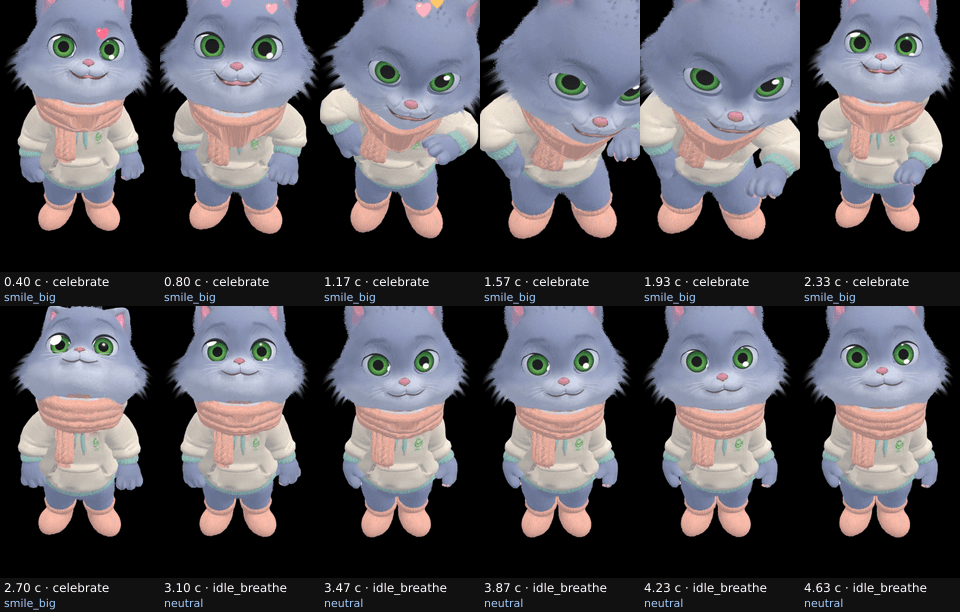 0.40 с · celebrate
smile_big
0.80 с · celebrate
smile_big
1.17 с · celebrate
smile_big
1.57 с · celebrate
smile_big
1.93 с · celebrate
smile_big
2.33 с · celebrate
smile_big
2.70 с · celebrate
smile_big
3.10 с · idle_breathe
neutral
3.47 с · idle_breathe
neutral
3.87 с · idle_breathe
neutral
4.23 с · idle_breathe
neutral
4.63 с · idle_breathe
neutral